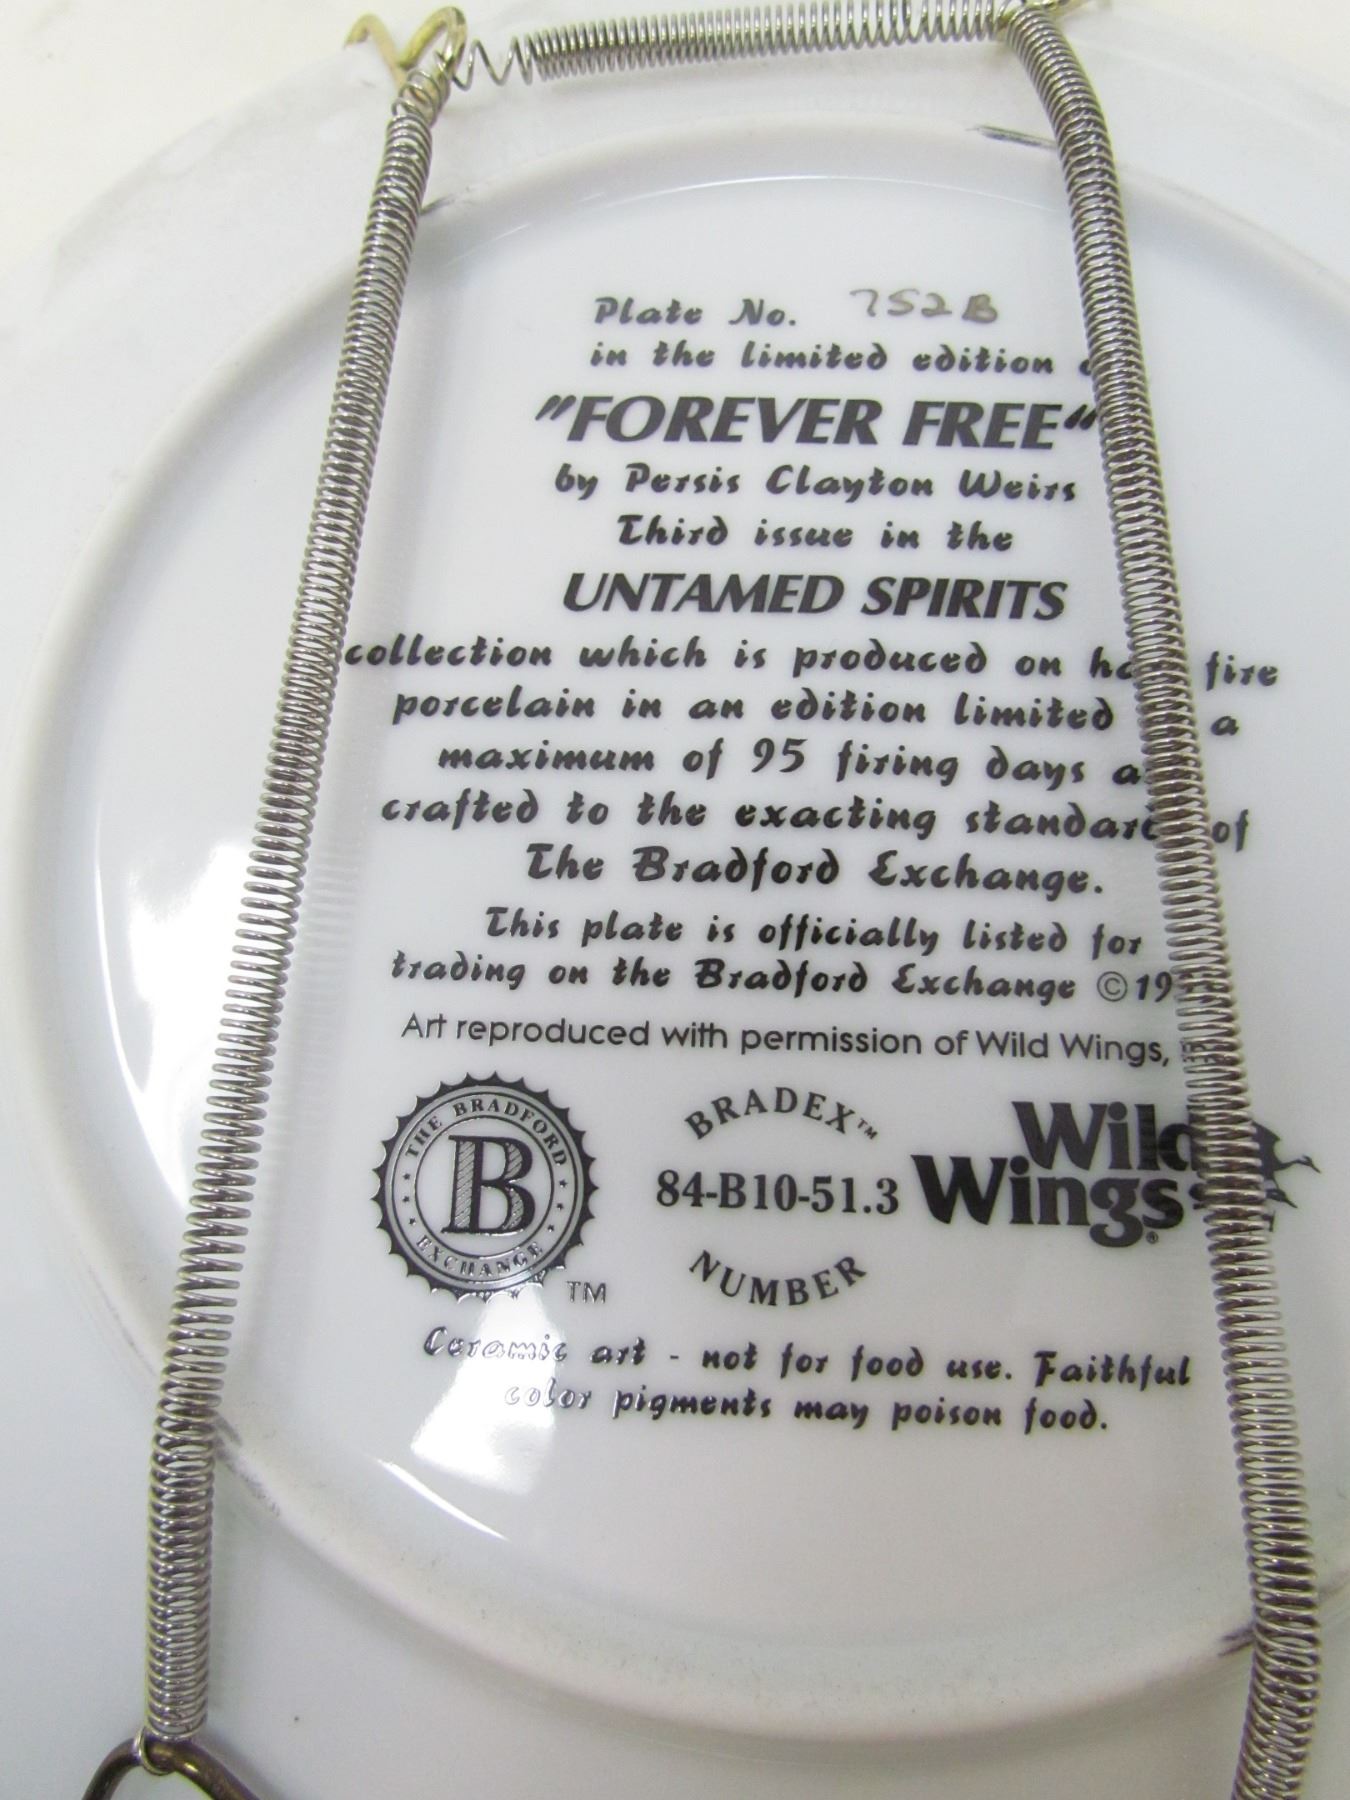 Plate No. 752B
in the limited edition
"FOREVER FREE"
by Persis Clayton Weirs
Third issue in the
UNTAMED SPIRITS
collection which is produced on fire
porcelain in an edition limited a
maximum of 95 firing days
crafted to the exacting of
The Bradford Exchange.
This plate is officially listed for
trading on the Bradford Exchange ©
Art reproduced with permission of Wild Wings,
THE BRADFORD EXCHANGE
B
TM
BRADEX™
84-B10-51.3
NUMBER
Wild
Wings®
Ceramic art - not for food use. Faithful
color pigments may poison food.